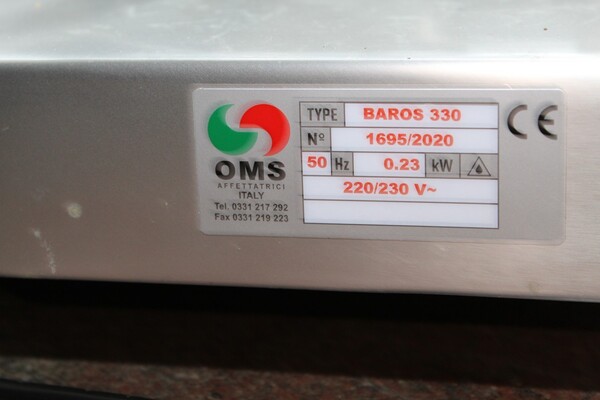 OMS
AFFETTATRICI
ITALY
Tel. 0331 217 292
Fax 0331 219 223
TYPE BAROS 330
Nº 1695/2020
50 Hz 0.23 kW
220/230 V~
CE